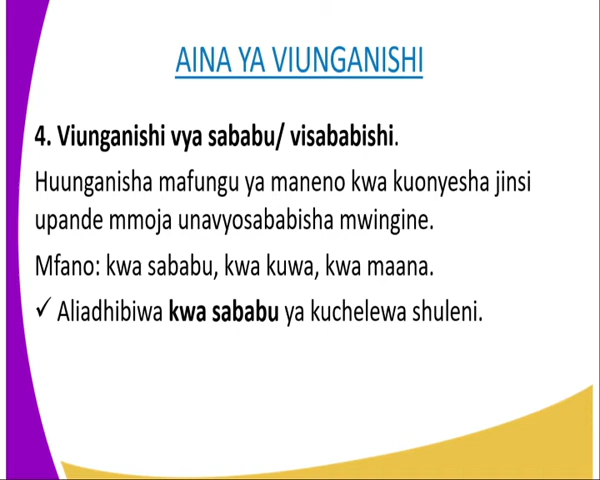 AINA YA VIUNGANISHI
4. Viunganishi vya sababu/ visababishi.
Huunganisha mafungu ya maneno kwa kuonyesha jinsi
upande mmoja unavyosababisha mwingine.
Mfano: kwa sababu, kwa kuwa, kwa maana.
✓ Aliadhibiwa kwa sababu ya kuchelewa shuleni.